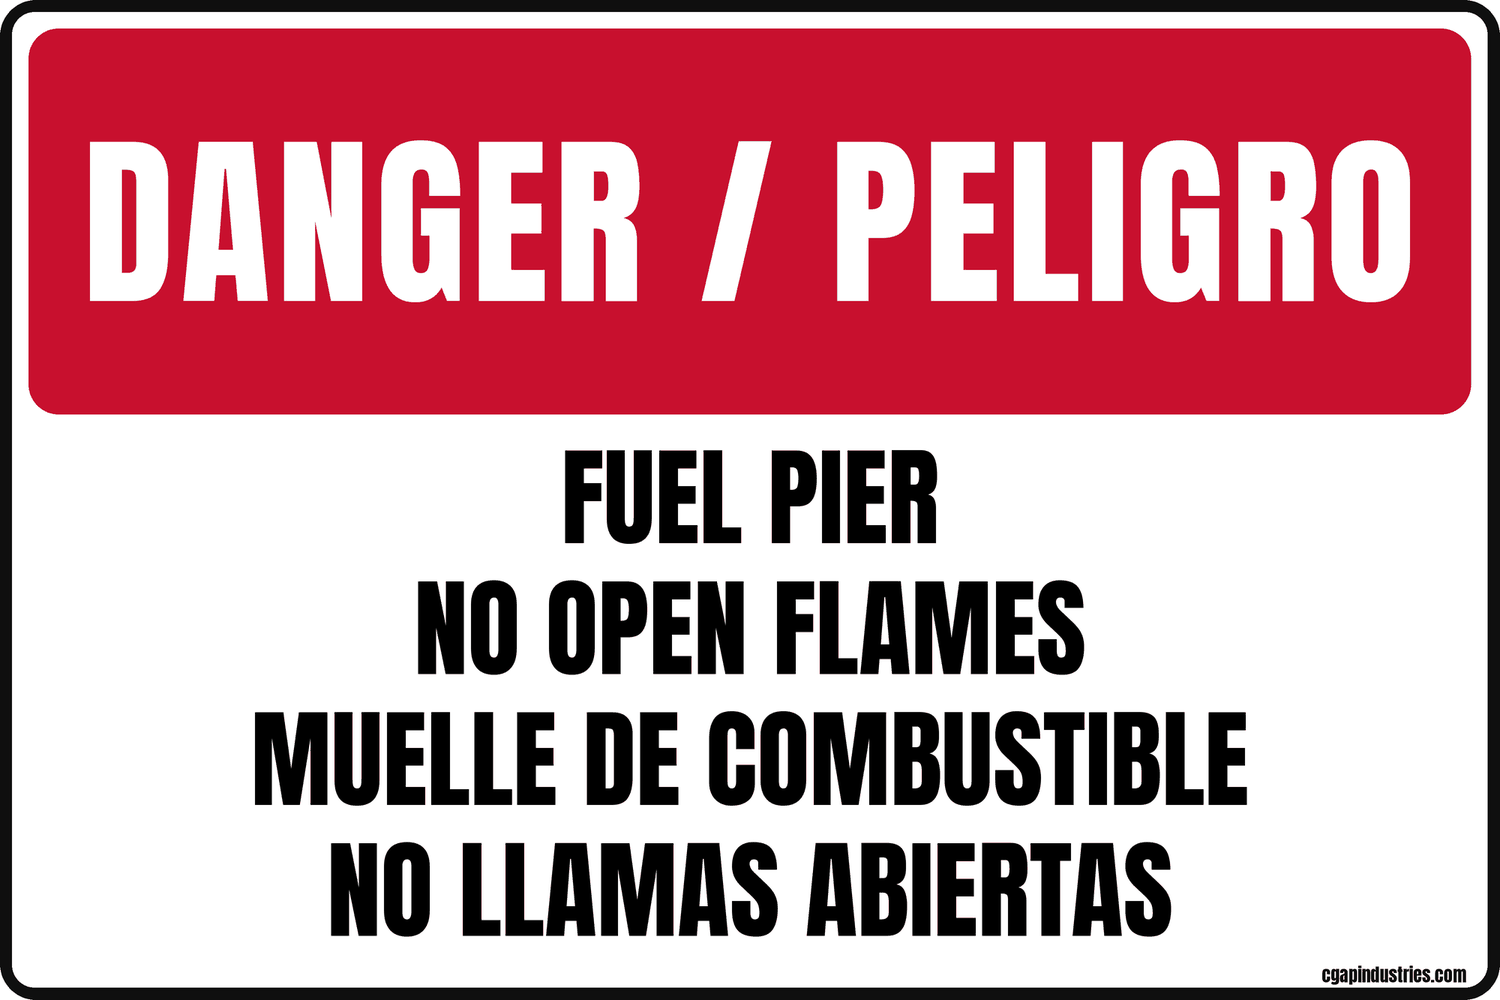 DANGER / PELIGRO
FUEL PIER
NO OPEN FLAMES
MUELLE DE COMBUSTIBLE
NO LLAMAS ABIERTAS
cgapindustries.com